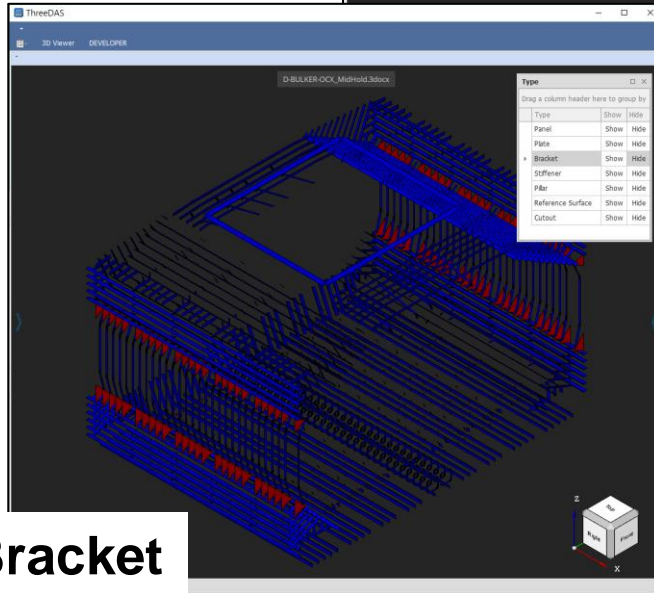 ThreeDAS
3D Viewer DEVELOPER
D-BULKER-OCX_MidHold.3docx
Type
Drag a column header here to group by
Type Show Hide
Panel Show Hide
Plate Show Hide
Bracket Show Hide
Stiffener Show Hide
Pillar Show Hide
Reference Surface Show Hide
Cutout Show Hide
Z
Top
Right Front
X
Bracket